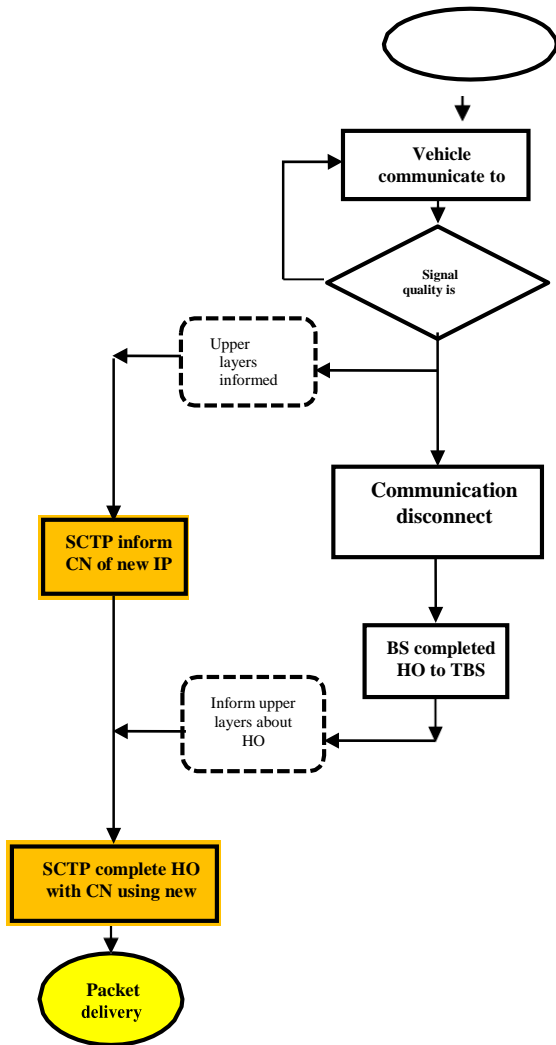 Vehicle
communicate to
Signal
quality is
Upper
layers
informed
Communication
disconnect
SCTP inform
CN of new IP
BS completed
HO to TBS
Inform upper
layers about
HO
SCTP complete HO
with CN using new
Packet
delivery